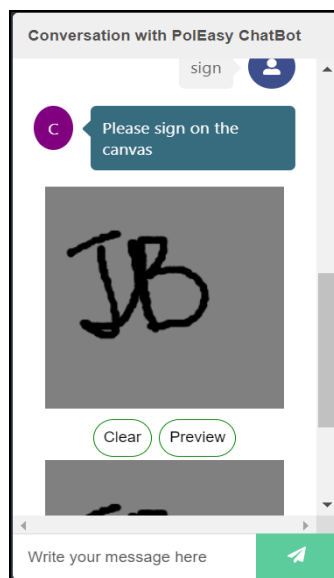 Conversation with PolEasy ChatBot
sign
C
Please sign on the
canvas
JB
Clear
Preview
Write your message here